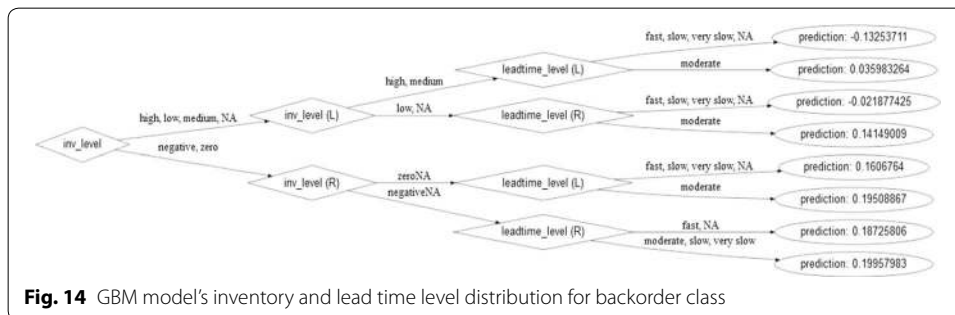 fast, slow, very slow, NA
prediction: -0.13253711
leadtime_level (L)
moderate
prediction: 0.035983264
high, medium
high, low, medium, NA
inv_level (L)
low, NA
fast, slow, very slow, NA
prediction: -0.021877425
leadtime_level (R)
moderate
prediction: 0.14149009
inv_level
negative, zero
inv_level (R)
zeroNA
fast, slow, very slow, NA
prediction: 0.1606764
leadtime_level (L)
moderate
prediction: 0.19508867
negativeNA
fast, NA
prediction: 0.18725806
leadtime_level (R)
moderate, slow, very slow
prediction: 0.19957983
Fig. 14 GBM model's inventory and lead time level distribution for backorder class